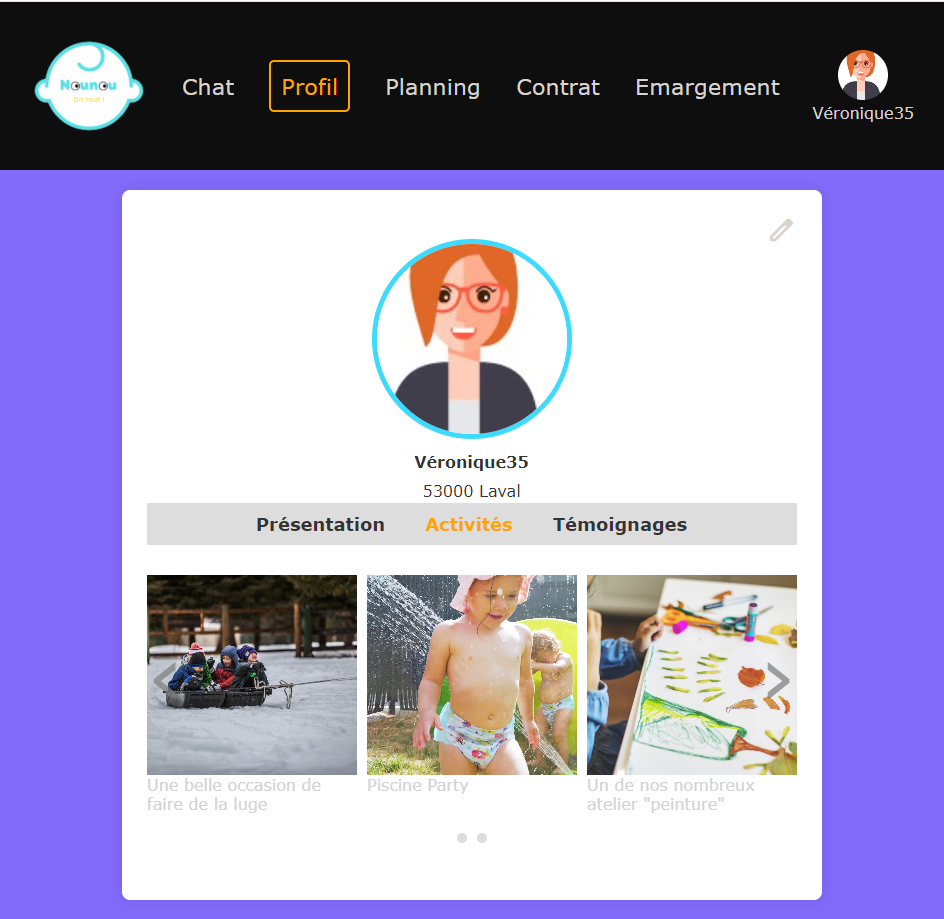 Nounou
Dit tout !
Chat
Profil
Planning
Contrat
Emargement
Véronique35
Véronique35
53000 Laval
Présentation
Activités
Témoignages
Une belle occasion de
faire de la luge
Piscine Party
Un de nos nombreux
atelier "peinture"